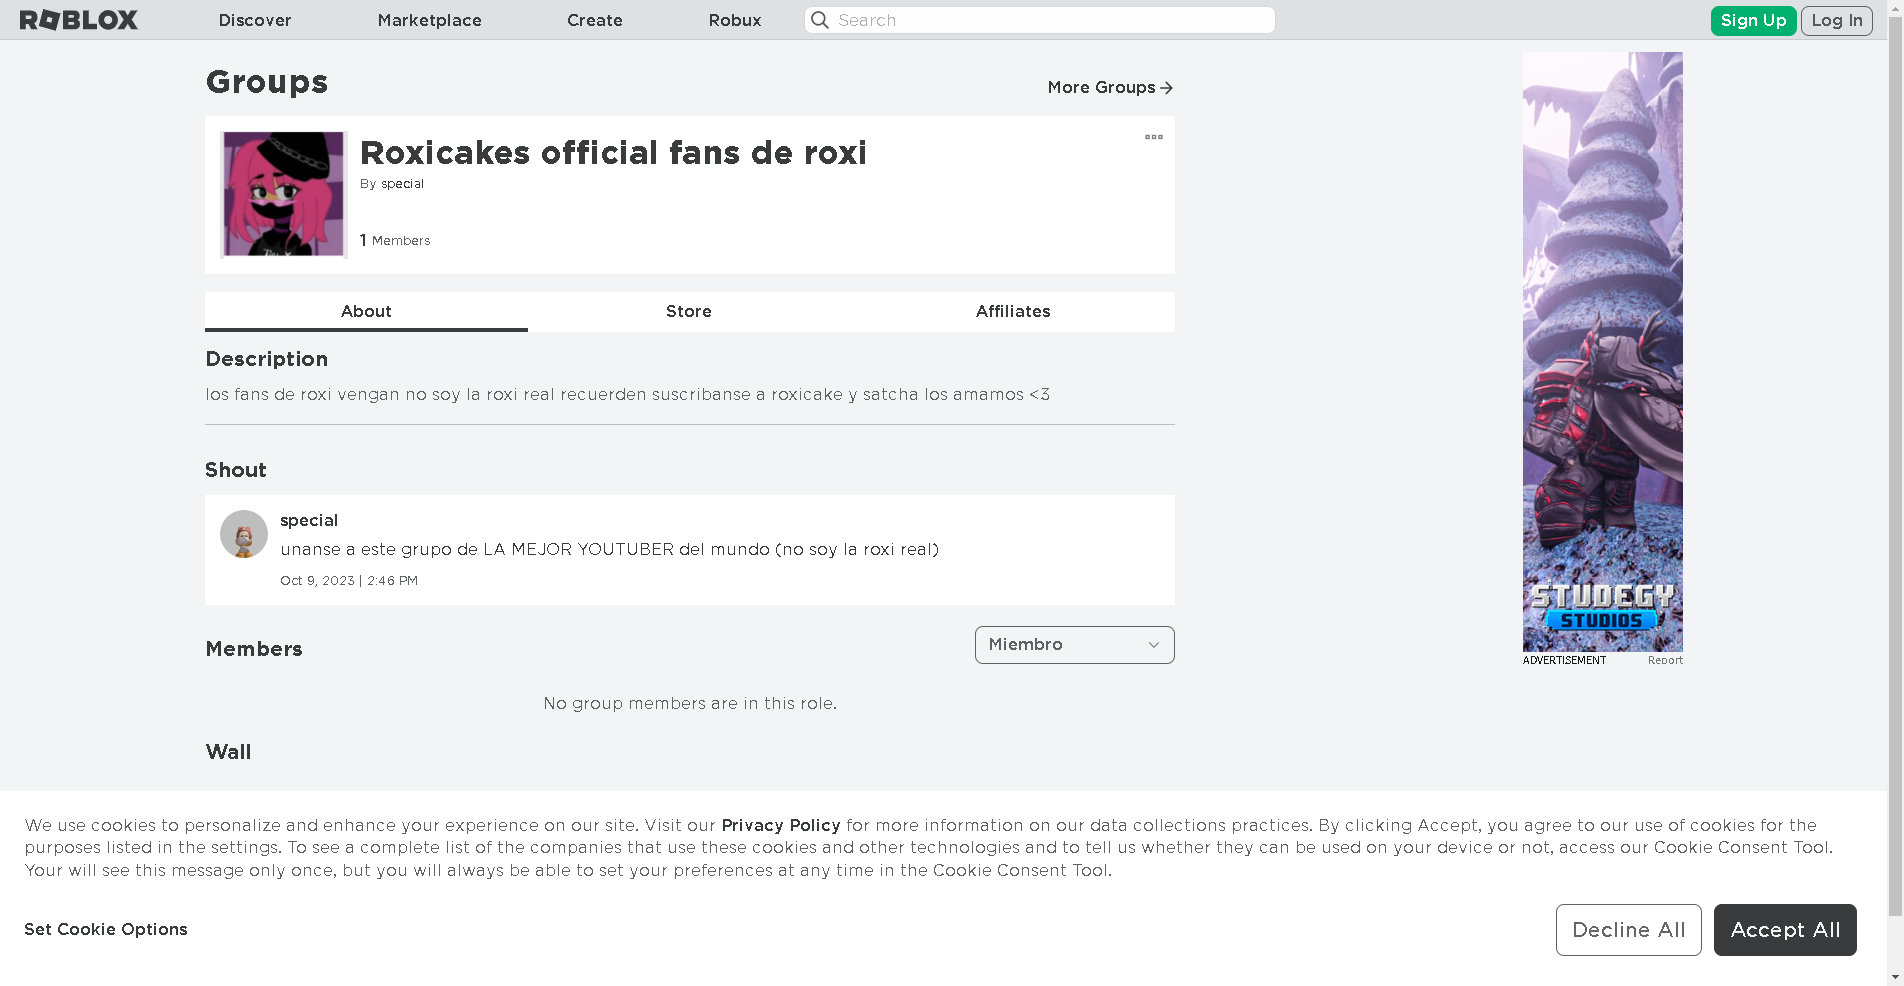 ROBLOX
Discover
Marketplace
Create
Robux
Search
Sign Up
Log In
Groups
More Groups
Roxicakes official fans de roxi
By special
1 Members
About
Store
Affiliates
Description
los fans de roxi vengan no soy la roxi real recuerden suscribanse a roxicake y satcha los amamos <3
Shout
special
unanse a este grupo de LA MEJOR YOUTUBER del mundo (no soy la roxi real)
Oct 9, 2023 | 2:46 PM
Members
Miembro
No group members are in this role.
Wall
STUDEGY
STUDIOS
ADVERTISEMENT
Report
We use cookies to personalize and enhance your experience on our site. Visit our Privacy Policy for more information on our data collections practices. By clicking Accept, you agree to our use of cookies for the
purposes listed in the settings. To see a complete list of the companies that use these cookies and other technologies and to tell us whether they can be used on your device or not, access our Cookie Consent Tool.
Your will see this message only once, but you will always be able to set your preferences at any time in the Cookie Consent Tool.
Set Cookie Options
Decline All
Accept All